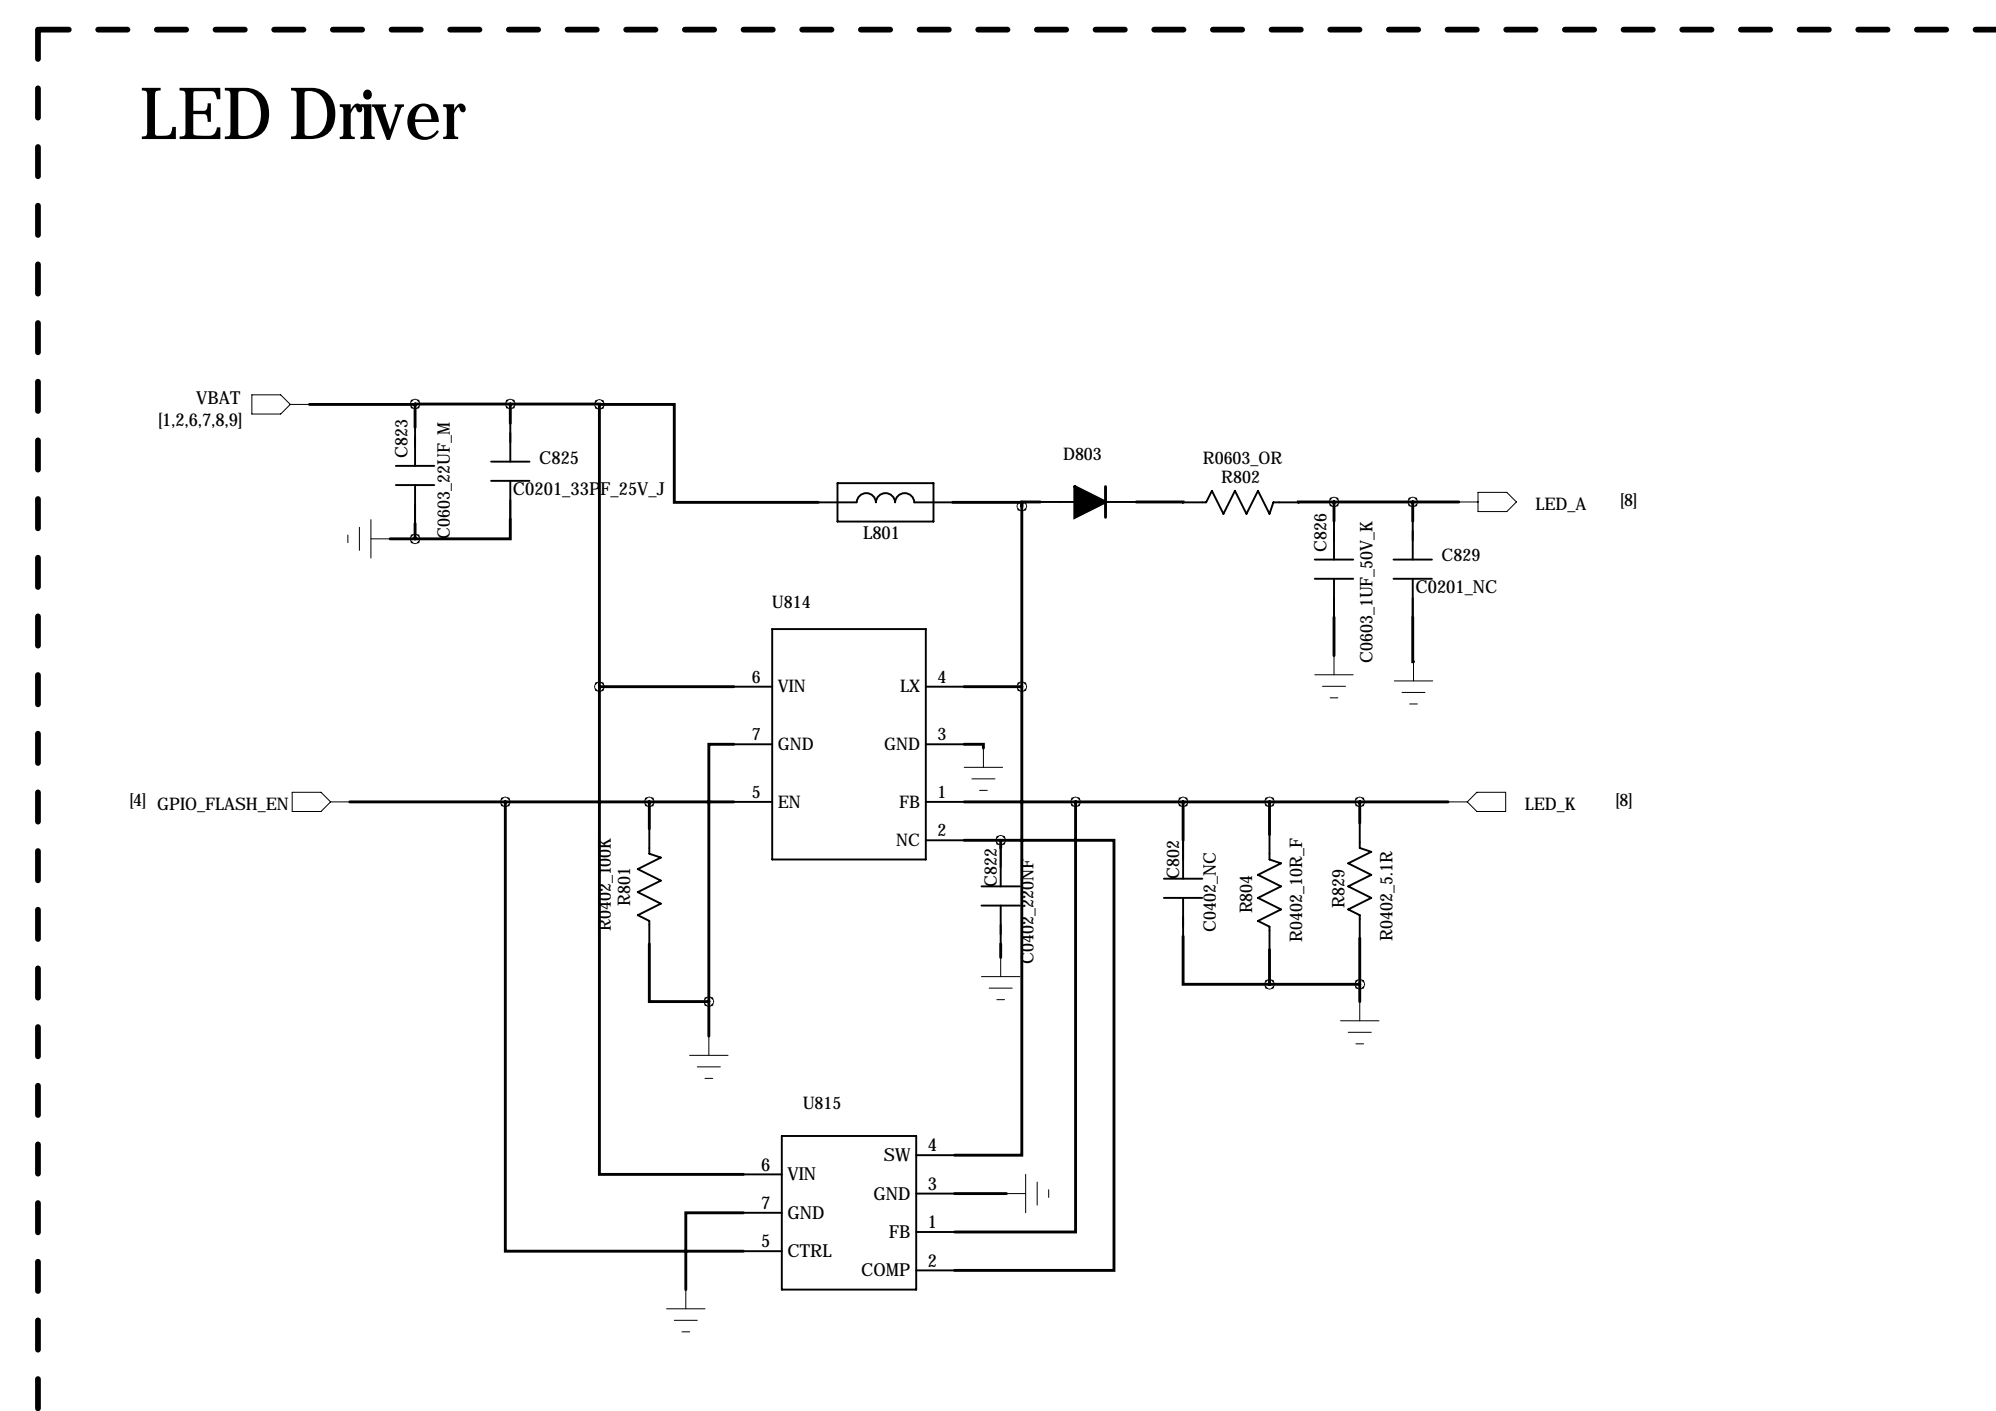 LED Driver
VBAT
[1,2,6,7,8,9]
C823
C0603_22UF_M
C825
C0201_33PF_25V_J
L801
D803
R0603_OR
R802
LED_A [8]
C826
C0603_1UF_50V_K
C829
C0201_NC
U814
6 VIN
7 GND
5 EN
LX 4
GND 3
FB 1
NC 2
[4] GPIO_FLASH_EN
LED_K [8]
R0402_100K
R801
C822
C0402_220NF
C802
C0402_NC
R804
R0402_10R_F
R829
R0402_5.1R
U815
6 VIN
7 GND
5 CTRL
SW 4
GND 3
FB 1
COMP 2